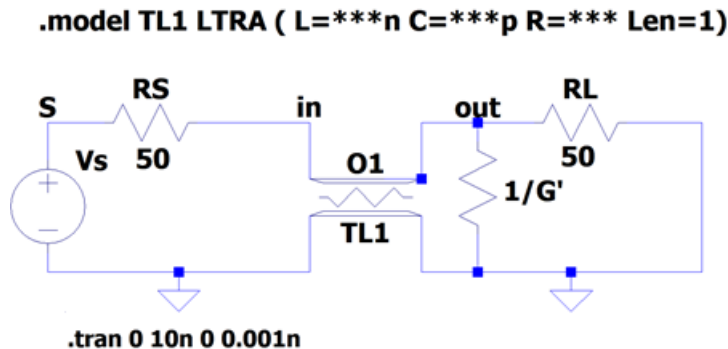 .model TL1 LTRA ( L=***n C=***p R=*** Len=1)
S
RS
in
out
RL
Vs
50
O1
50
1/G'
TL1
.tran 0 10n 0 0.001n